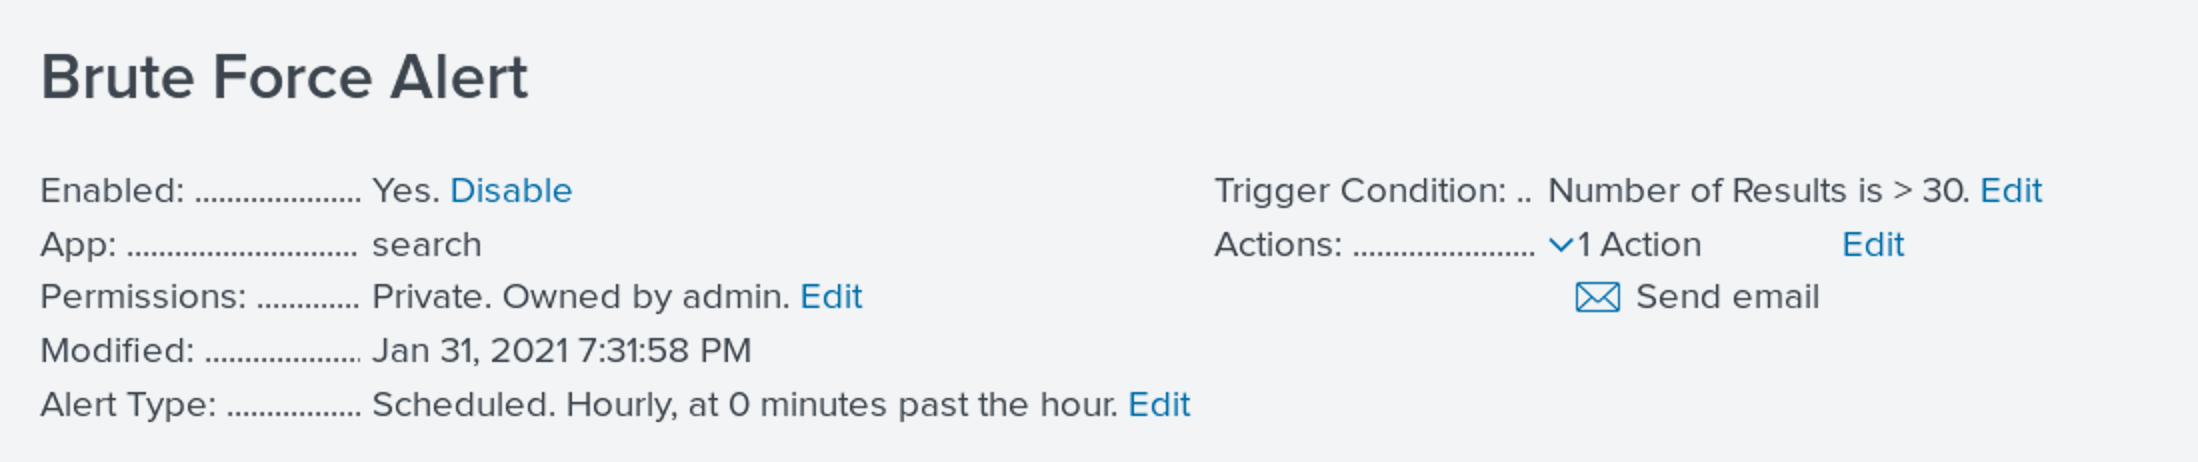 Brute Force Alert
Enabled: ..................... Yes. Disable
App: ............................. search
Permissions: ............. Private. Owned by admin. Edit
Modified: .................... Jan 31, 2021 7:31:58 PM
Alert Type: ................. Scheduled. Hourly, at 0 minutes past the hour. Edit
Trigger Condition: .. Number of Results is > 30. Edit
Actions: ....................... 1 Action Edit
Send email